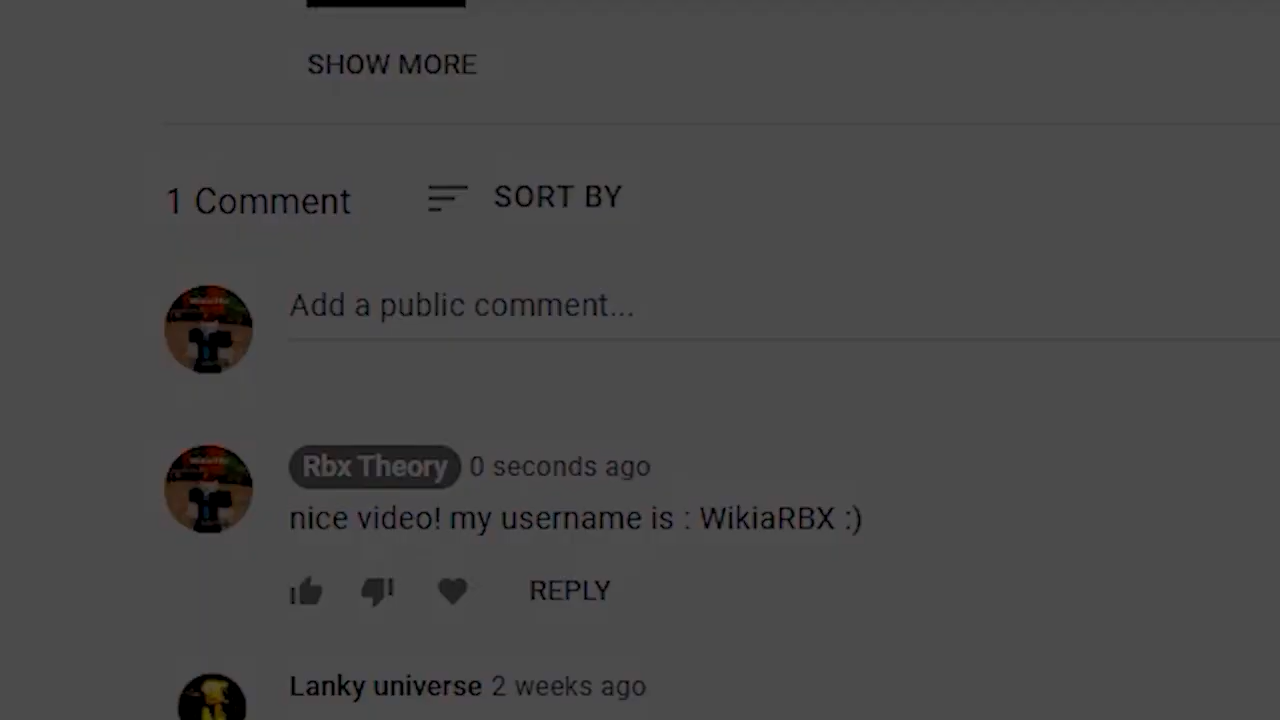 SHOW MORE
1 Comment SORT BY
Add a public comment...
Rbx Theory 0 seconds ago
nice video! my username is : WikiaRBX :)
REPLY
Lanky universe 2 weeks ago